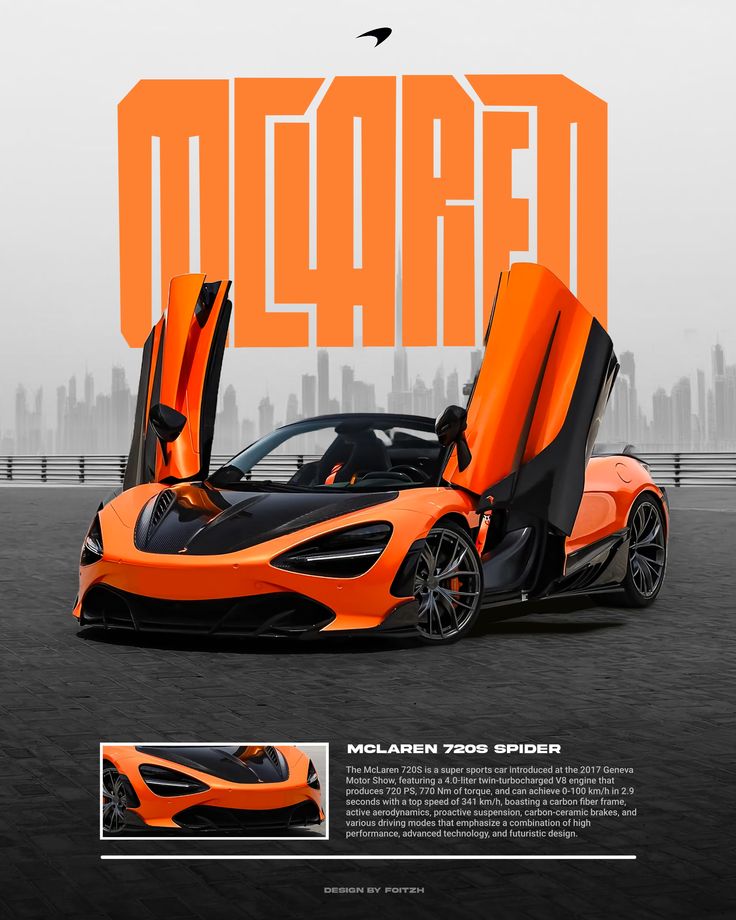 MCLAREN
MCLAREN 720S SPIDER
The McLaren 720S is a super sports car introduced at the 2017 Geneva
Motor Show, featuring a 4.0-liter twin-turbocharged V8 engine that
produces 720 PS, 770 Nm of torque, and can achieve 0-100 km/h in 2.9
seconds with a top speed of 341 km/h, boasting a carbon fiber frame,
active aerodynamics, proactive suspension, carbon-ceramic brakes, and
various driving modes that emphasize a combination of high
performance, advanced technology, and futuristic design.
DESIGN BY FOITZH